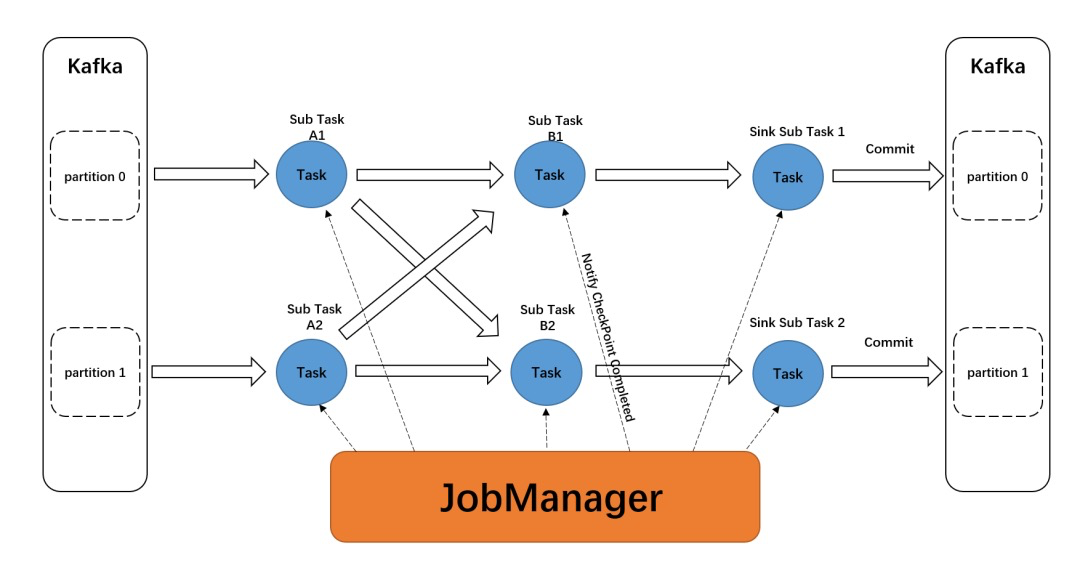 Kafka
Kafka
Sub Task
A1
Sub Task
B1
Sink Sub Task 1
Commit
partition 0
Task
Task
Task
partition 0
Notify CheckPoint Completed
Sub Task
A2
Sub Task
B2
Sink Sub Task 2
Commit
partition 1
Task
Task
Task
partition 1
JobManager